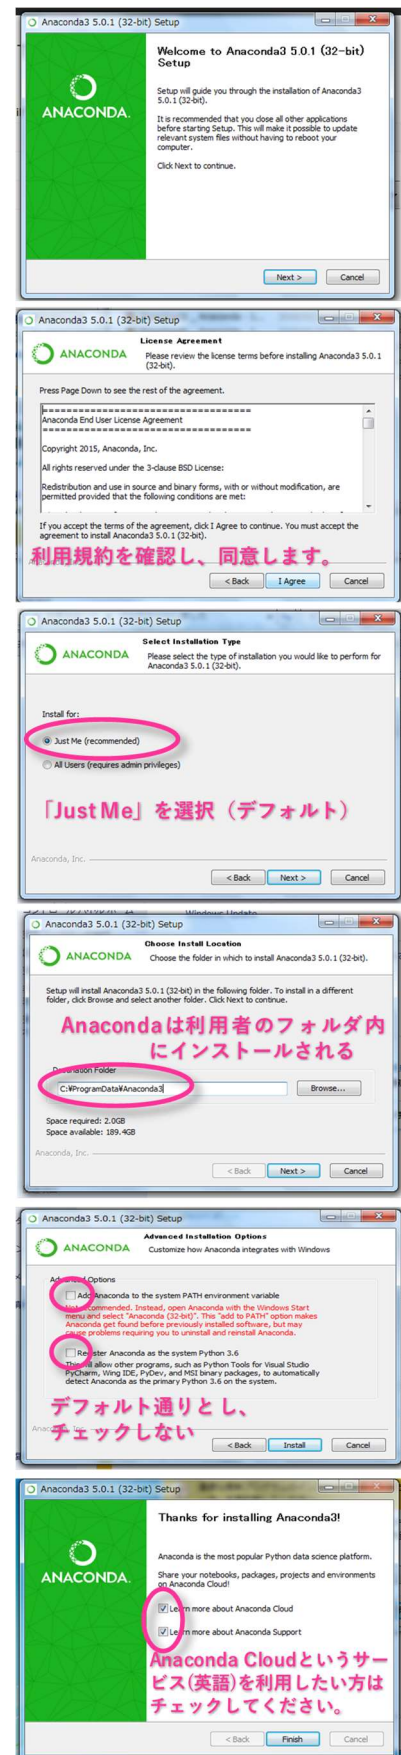 Anaconda3 5.0.1 (32-bit) Setup
Welcome to Anaconda3 5.0.1 (32-bit)
Setup
Setup will guide you through the installation of Anaconda3
5.0.1 (32-bit).
It is recommended that you close all other applications
before starting Setup. This will make it possible to update
relevant system files without having to reboot your
computer.
Click Next to continue.
ANACONDA.
Next >
Cancel
Anaconda3 5.0.1 (32-bit) Setup
License Agreement
ANACONDA
Please review the license terms before installing Anaconda3 5.0.1
(32-bit).
Press Page Down to see the rest of the agreement.
===================================
Anaconda End User License Agreement
===================================
Copyright 2015, Anaconda, Inc.
All rights reserved under the 3-clause BSD License:
Redistribution and use in source and binary forms, with or without modification, are
permitted provided that the following conditions are met:
If you accept the terms of the agreement, click I Agree to continue. You must accept the
agreement to install Anaconda3 5.0.1 (32-bit).
利用規約を確認し、同意します。
< Back
I Agree
Cancel
Anaconda3 5.0.1 (32-bit) Setup
Select Installation Type
ANACONDA
Please select the type of installation you would like to perform for
Anaconda3 5.0.1 (32-bit).
Install for:
Just Me (recommended)
All Users (requires admin privileges)
「Just Me」を選択（デフォルト）
Anaconda, Inc.
< Back
Next >
Cancel
Windows Update
Anaconda3 5.0.1 (32-bit) Setup
Choose Install Location
ANACONDA
Choose the folder in which to install Anaconda3 5.0.1 (32-bit).
Setup will install Anaconda3 5.0.1 (32-bit) in the following folder. To install in a different
folder, click Browse and select another folder. Click Next to continue.
Anacondaは利用者のフォルダ内
にインストールされる
Destination Folder
C:¥ProgramData¥Anaconda3
Browse...
Space required: 2.0GB
Space available: 189.4GB
Anaconda, Inc.
< Back
Next >
Cancel
Anaconda3 5.0.1 (32-bit) Setup
Advanced Installation Options
ANACONDA
Customize how Anaconda integrates with Windows
Advanced Options
Add Anaconda to the system PATH environment variable
Not recommended. Instead, open Anaconda with the Windows Start
menu and select "Anaconda (32-bit)". This "add to PATH" option makes
Anaconda get found before previously installed software, but may
cause problems requiring you to uninstall and reinstall Anaconda.
Register Anaconda as the system Python 3.6
This will allow other programs, such as Python Tools for Visual Studio
PyCharm, Wing IDE, PyDev, and MSI binary packages, to automatically
detect Anaconda as the primary Python 3.6 on the system.
デフォルト通りとし、
チェックしない
< Back
Install
Cancel
Anaconda3 5.0.1 (32-bit) Setup
Thanks for installing Anaconda3!
Anaconda is the most popular Python data science platform.
Share your notebooks, packages, projects and environments
on Anaconda Cloud!
ANACONDA.
Learn more about Anaconda Cloud
Learn more about Anaconda Support
Anaconda Cloudというサー
ビス(英語)を利用したい方は
チェックしてください。
< Back
Finish
Cancel